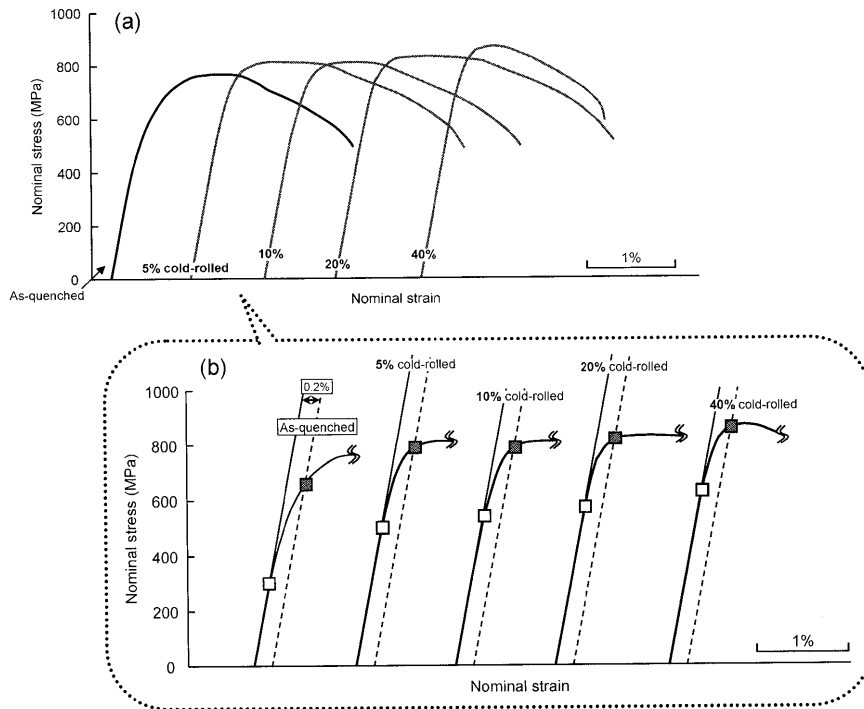 (a)
1000
800
600
400
200
0
Nominal stress (MPa)
As-quenched
5% cold-rolled
10%
20%
40%
1%
Nominal strain
(b)
1000
800
600
400
200
0
Nominal stress (MPa)
0.2%
As-quenched
5% cold-rolled
10% cold-rolled
20% cold-rolled
40% cold-rolled
1%
Nominal strain